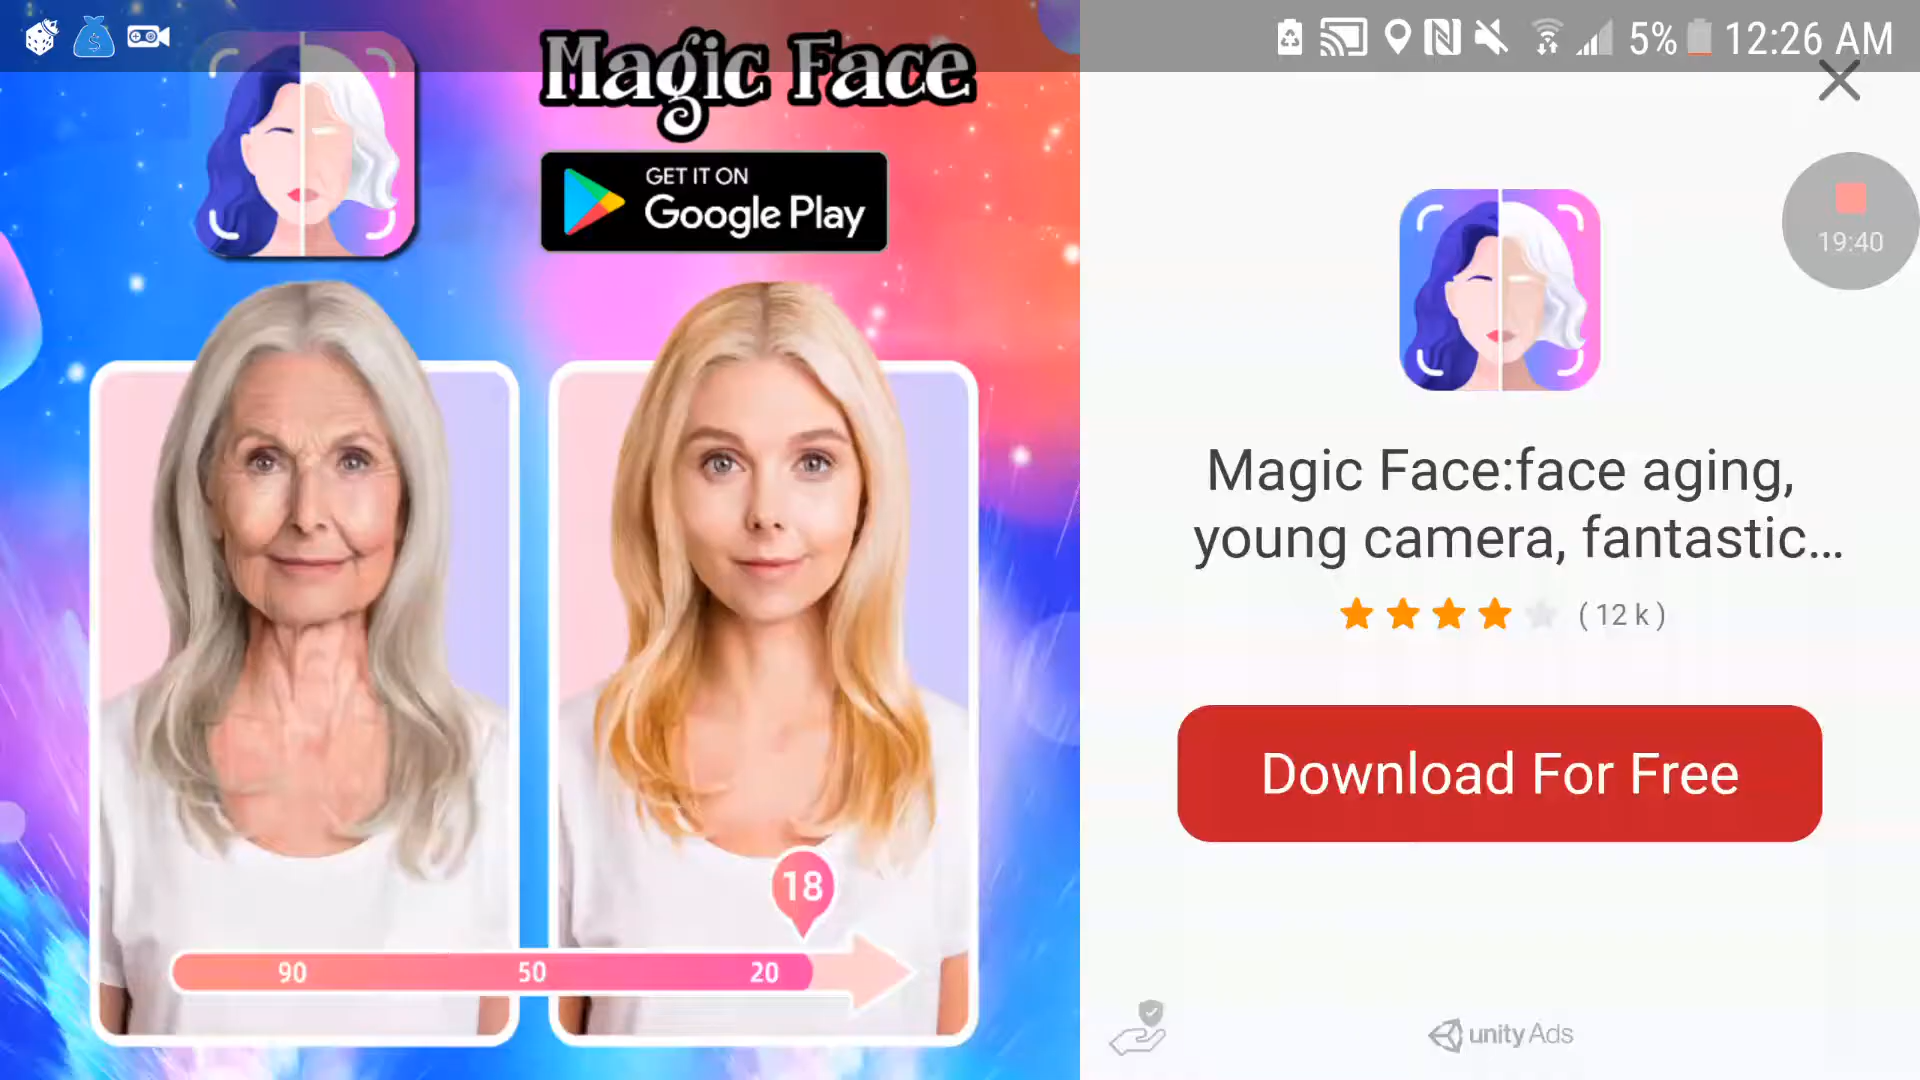 5% 12:26 AM
Magic Face
GET IT ON
Google Play
19:40
Magic Face:face aging,
young camera, fantastic...
(12 k)
Download For Free
18
90 50 20
unity Ads